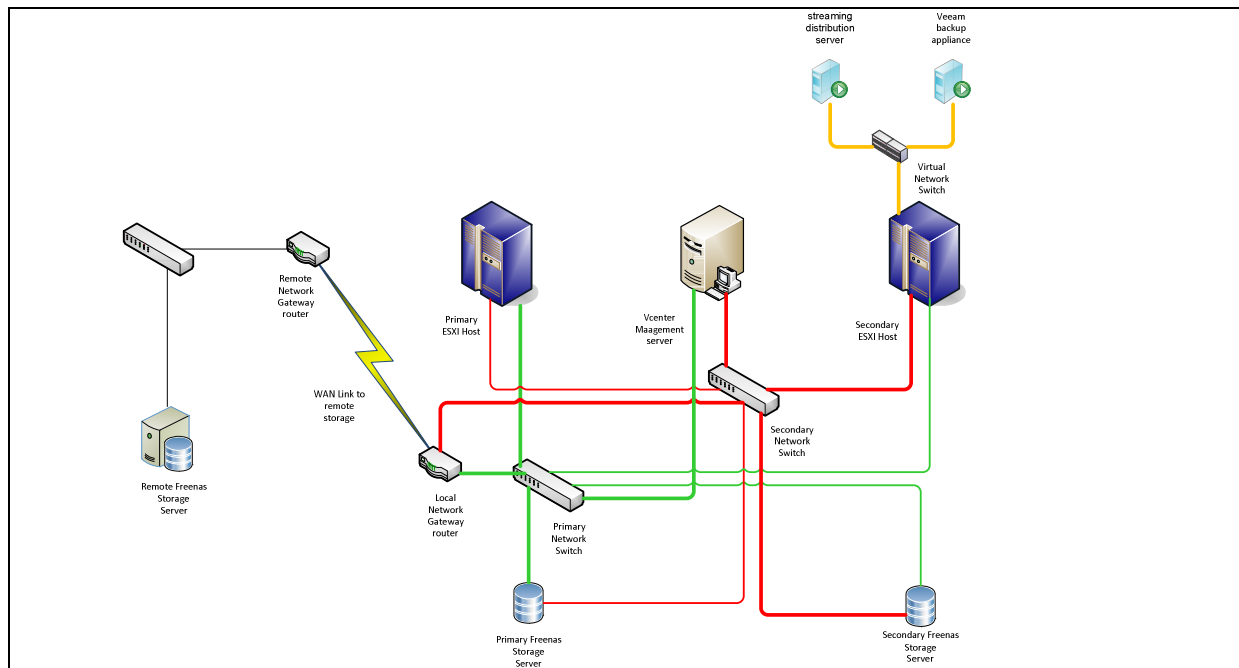 streaming
distribution
server
Veeam
backup
appliance
Virtual
Network
Switch
Remote
Network
Gateway
router
Primary
ESXI Host
Vcenter
Maagement
server
Secondary
ESXI Host
WAN Link to
remote
storage
Secondary
Network
Switch
Remote Freenas
Storage
Server
Local
Network
Gateway
router
Primary
Network
Switch
Primary Freenas
Storage
Server
Secondary Freenas
Storage
Server